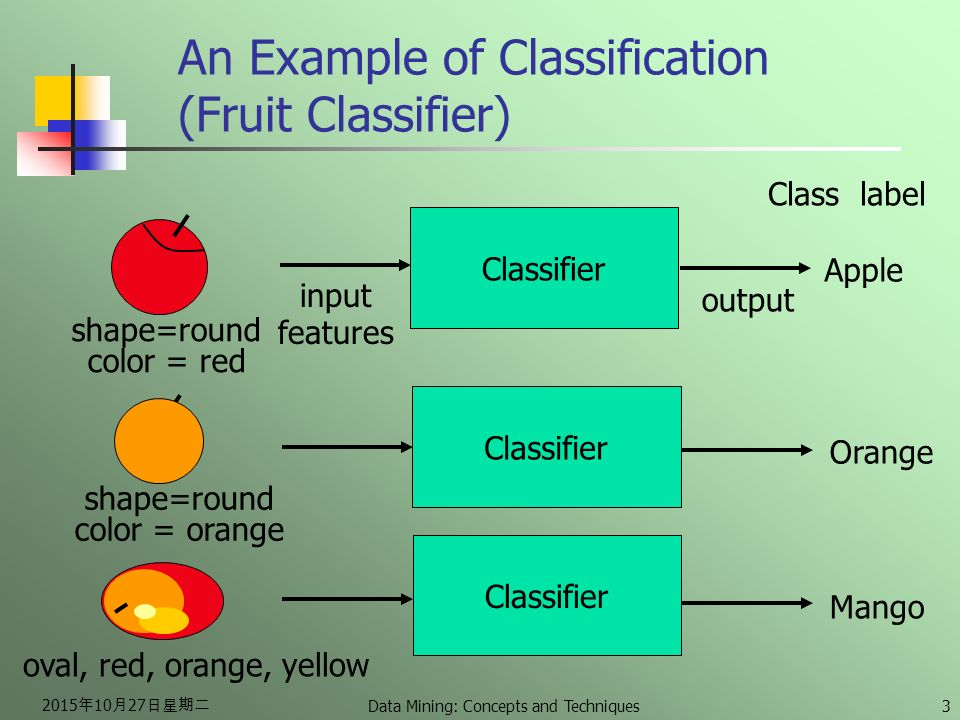 An Example of Classification
(Fruit Classifier)
Class label
Classifier
Apple
input
features
output
shape=round
color = red
Classifier
Orange
shape=round
color = orange
Classifier
Mango
oval, red, orange, yellow
2015年10月27日星期二
Data Mining: Concepts and Techniques
3